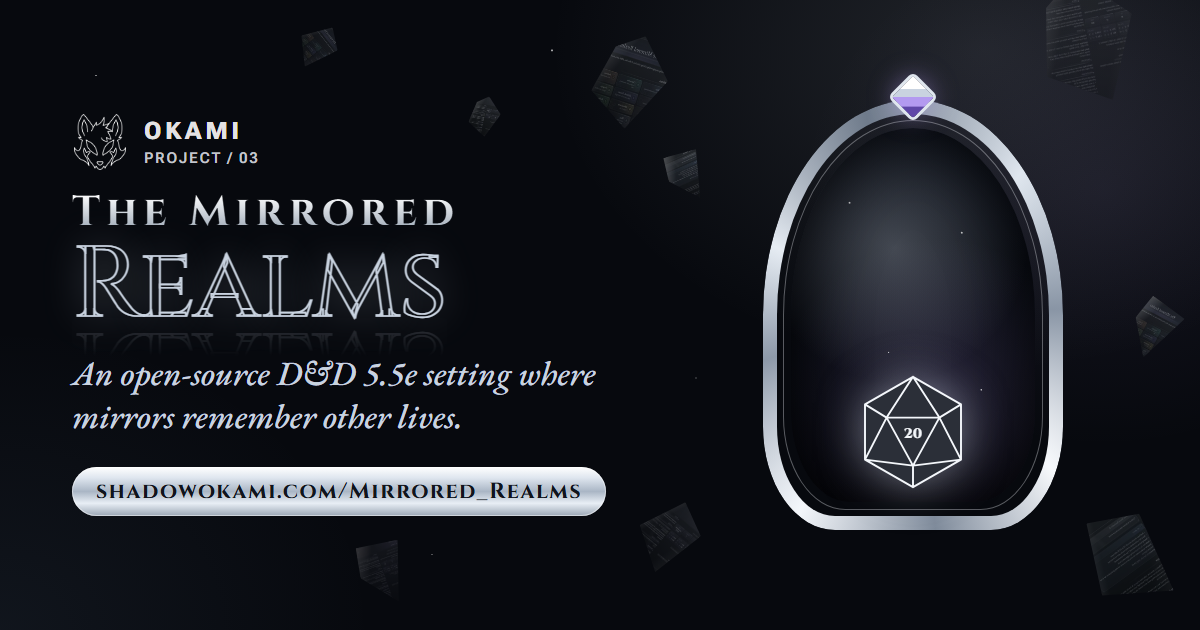 OKAMI
PROJECT / 03
The Mirrored
Realms
An open-source D&D 5.5e setting where
mirrors remember other lives.
shadowokami.com/Mirrored_Realms
20